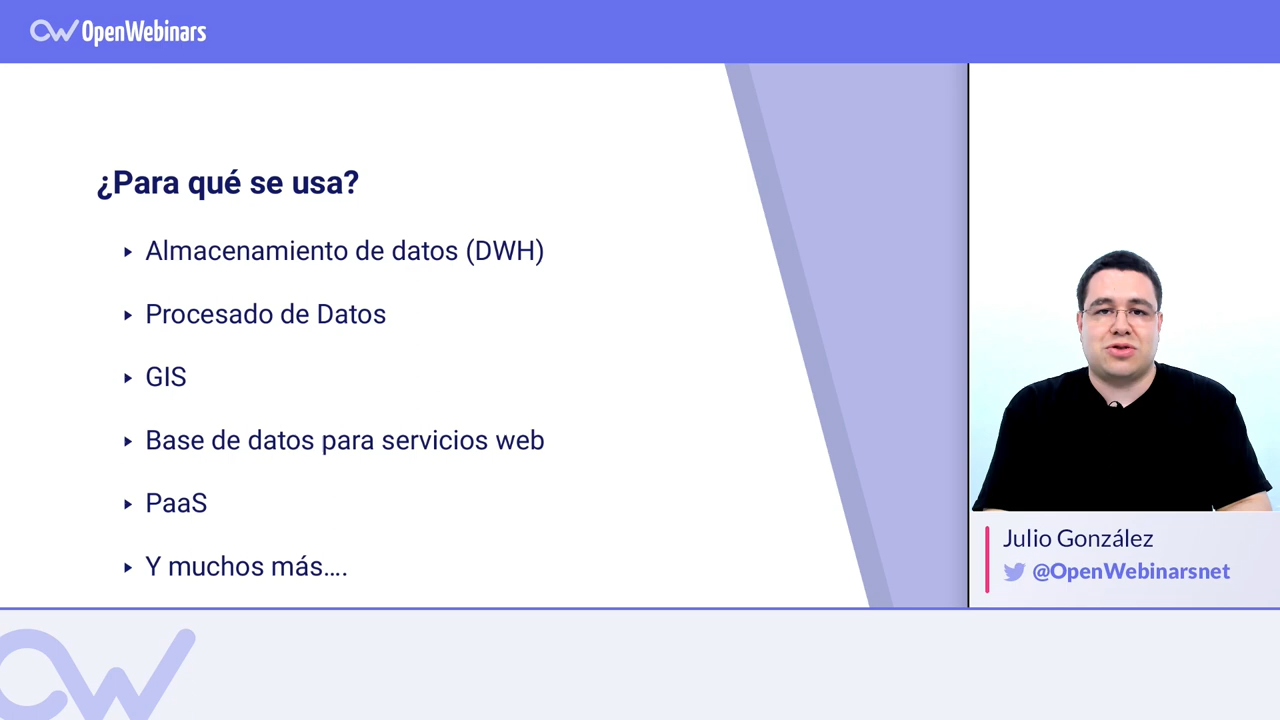 OpenWebinars
¿Para qué se usa?
Almacenamiento de datos (DWH)
Procesado de Datos
GIS
Base de datos para servicios web
PaaS
Y muchos más....
Julio González
@OpenWebinarsnet